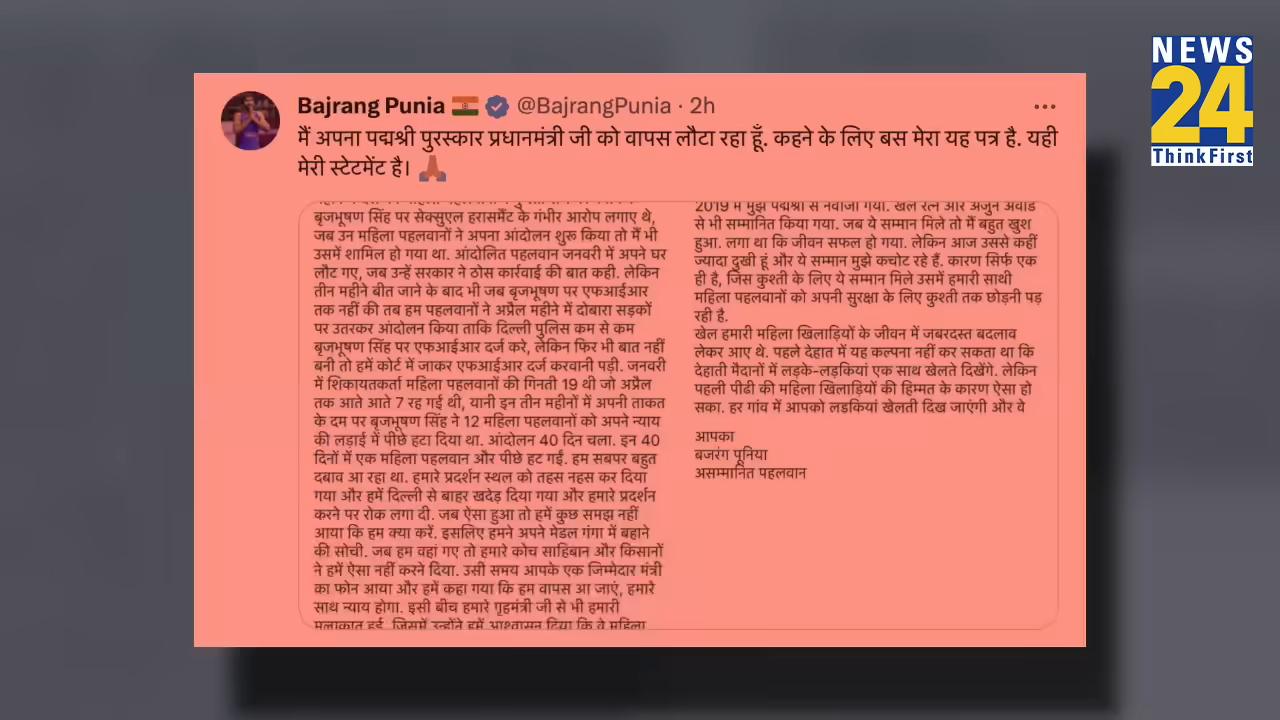 NEWS
24
ThinkFirst
Bajrang Punia @BajrangPunia · 2h
मैं अपना पद्मश्री पुरस्कार प्रधानमंत्री जी को वापस लौटा रहा हूँ. कहने के लिए बस मेरा यह पत्र है. यही
मेरी स्टेटमेंट है।
बृजभूषण सिंह पर सेक्सुएल हरासमैंट के गंभीर आरोप लगाए थे,
जब उन महिला पहलवानों ने अपना आंदोलन शुरू किया तो मैं भी
उसमें शामिल हो गया था. आंदोलित पहलवान जनवरी में अपने घर
लौट गए, जब उन्हें सरकार ने ठोस कार्रवाई की बात कही. लेकिन
तीन महीने बीत जाने के बाद भी जब बृजभूषण पर एफआईआर
तक नहीं की तब हम पहलवानों ने अप्रैल महीने में दोबारा सड़कों
पर उतरकर आंदोलन किया ताकि दिल्ली पुलिस कम से कम
बृजभूषण सिंह पर एफआईआर दर्ज करे, लेकिन फिर भी बात नहीं
बनी तो हमें कोर्ट में जाकर एफआईआर दर्ज करवानी पड़ी. जनवरी
में शिकायतकर्ता महिला पहलवानों की गिनती 19 थी जो अप्रैल
तक आते आते 7 रह गई थी, यानी इन तीन महीनों में अपनी ताकत
के दम पर बृजभूषण सिंह ने 12 महिला पहलवानों को अपने न्याय
की लड़ाई में पीछे हटा दिया था. आंदोलन 40 दिन चला. इन 40
दिनों में एक महिला पहलवान और पीछे हट गईं. हम सबपर बहुत
दबाव आ रहा था. हमारे प्रदर्शन स्थल को तहस नहस कर दिया
गया और हमें दिल्ली से बाहर खदेड़ दिया गया और हमारे प्रदर्शन
करने पर रोक लगा दी. जब ऐसा हुआ तो हमें कुछ समझ नहीं
आया कि हम क्या करें. इसलिए हमने अपने मेडल गंगा में बहाने
की सोची. जब हम वहां गए तो हमारे कोच साहिबान और किसानों
ने हमें ऐसा नहीं करने दिया. उसी समय आपके एक जिम्मेदार मंत्री
का फोन आया और हमें कहा गया कि हम वापस आ जाएं, हमारे
साथ न्याय होगा. इसी बीच हमारे गृहमंत्री जी से भी हमारी
मुलाकात हुई, जिसमें उन्होंने हमें आश्वासन दिया कि वे महिला
2019 में मुझे पद्मश्री से नवाजा गया. खेल रत्न और अर्जुन अवार्ड
से भी सम्मानित किया गया. जब ये सम्मान मिले तो मैं बहुत खुश
हुआ. लगा था कि जीवन सफल हो गया. लेकिन आज उससे कहीं
ज्यादा दुखी हूं और ये सम्मान मुझे कचोट रहे हैं. कारण सिर्फ एक
ही है, जिस कुश्ती के लिए ये सम्मान मिले उसमें हमारी साथी
महिला पहलवानों को अपनी सुरक्षा के लिए कुश्ती तक छोड़नी पड़
रही है.
खेल हमारी महिला खिलाड़ियों के जीवन में जबरदस्त बदलाव
लेकर आए थे. पहले देहात में यह कल्पना नहीं कर सकता था कि
देहाती मैदानों में लड़के-लड़कियां एक साथ खेलते दिखेंगे. लेकिन
पहली पीढी की महिला खिलाड़ियों की हिम्मत के कारण ऐसा हो
सका. हर गांव में आपको लडकियां खेलती दिख जाएंगी और वे
आपका
बजरंग पूनिया
असम्मानित पहलवान